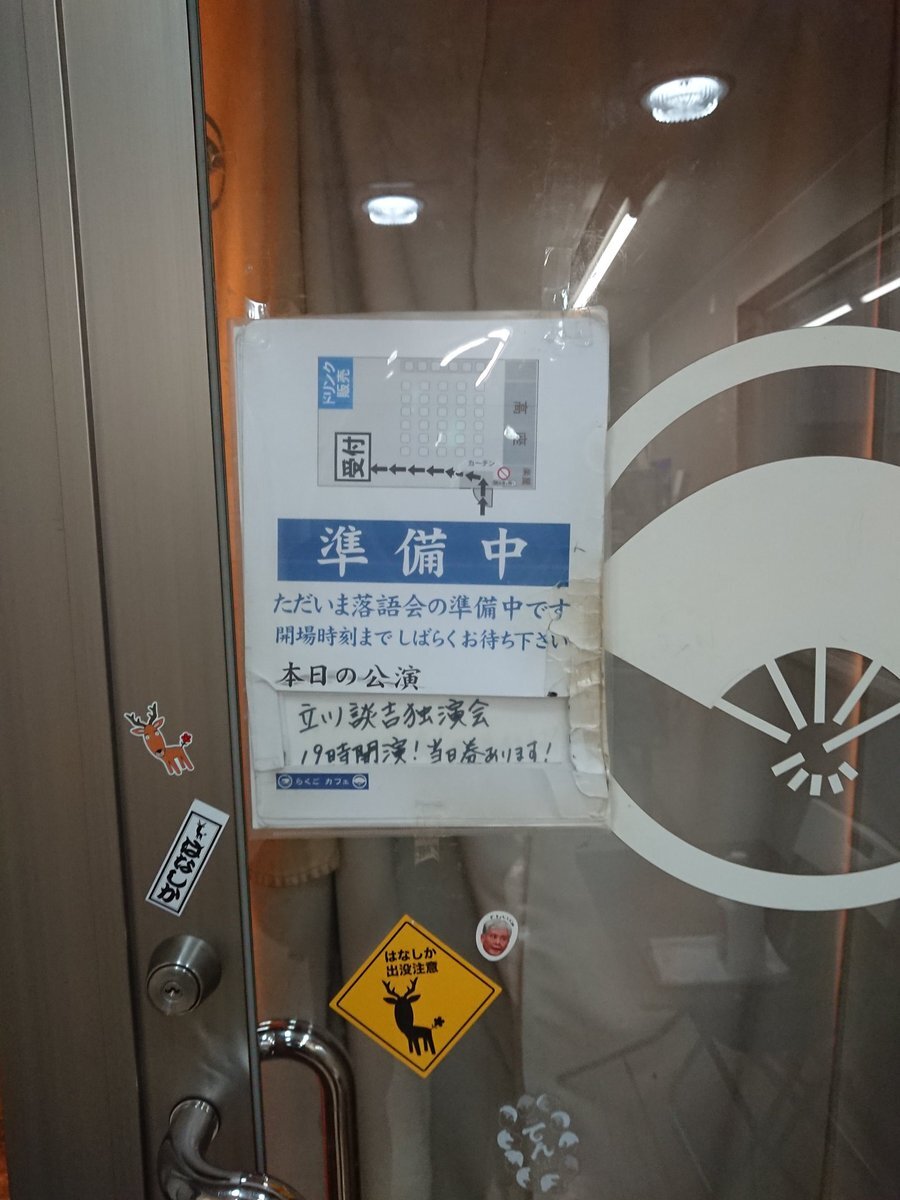 ドリンク
販売
高座
受付
カーテン
準備中
ただいま落語会の準備中です
開場時刻までしばらくお待ち下さい
本日の公演
立川談吉独演会
19時開演!当日券あります!
らくごカフェ
はなしか
はなしか
出没注意
てん